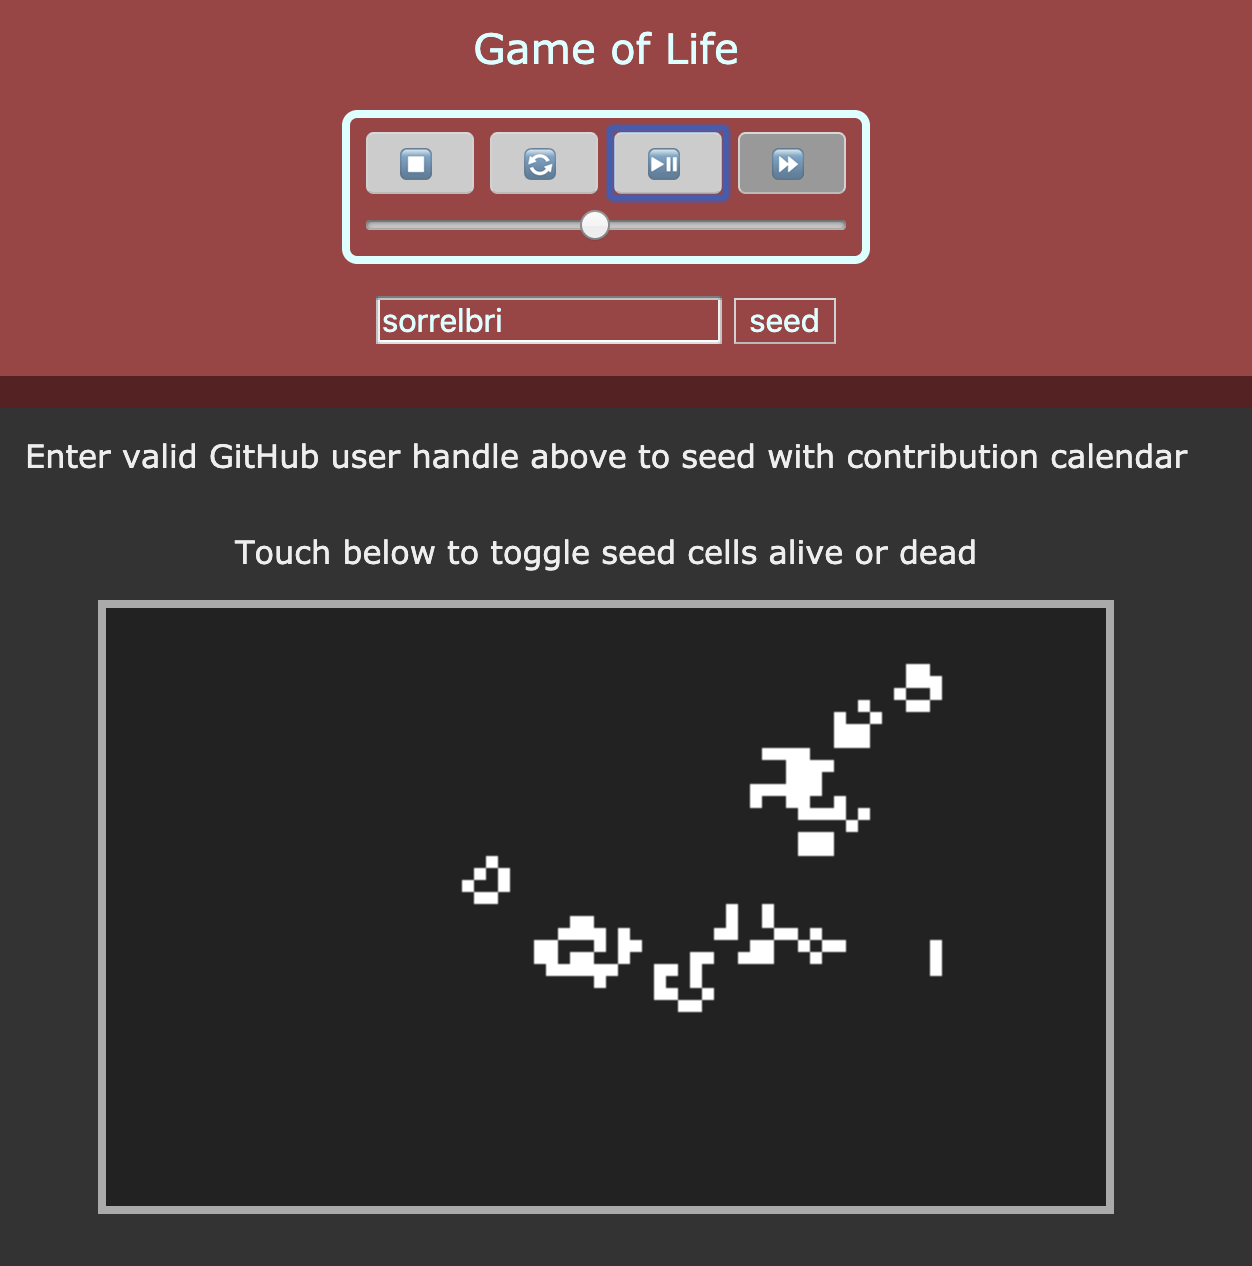 Game of Life
sorrelbri
seed
Enter valid GitHub user handle above to seed with contribution calendar
Touch below to toggle seed cells alive or dead